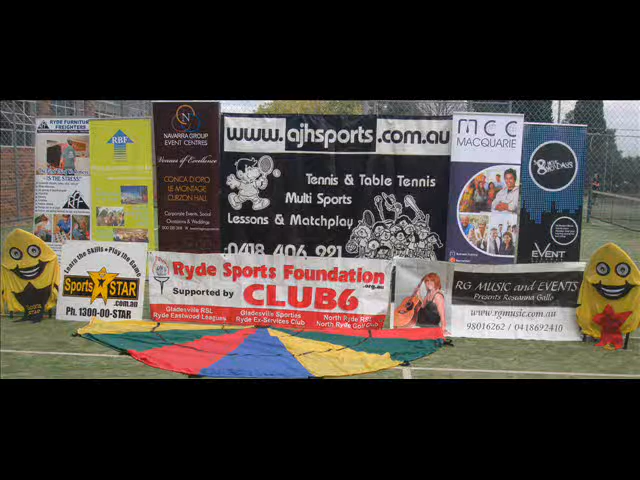 RYDE FURNITURE
FREIGHTERS
RBF
NAVARRA GROUP
EVENT CENTRES
Venues of Excellence
CONCA D'ORO
LE MONTAGE
CURZON HALL
Corporate Events, Social
Occasions & Weddings
www.ajhsports.com.au
Tennis & Table Tennis
Multi Sports
Lessons & Matchplay
0418 406 921
MCC
MACQUARIE
EVENT
Learn the Skills • Play the Game
Sports STAR
.com.au
Ph. 1300-00-STAR
Ryde Sports Foundation
.org.au
Supported by CLUB6
Gladesville RSL
Gladesville Sporties
North Ryde RSL
Ryde Eastwood Leagues
Ryde Ex-Services Club
North Ryde Golf Club
RG MUSIC and EVENTS
Presents Rosanna Gallo
www.rgmusic.com.au
98016262 / 0418692410